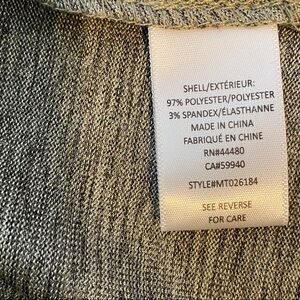 SHELL/EXTÉRIEUR:
97% POLYESTER/POLYESTER
3% SPANDEX/ÉLASTHANNE
MADE IN CHINA
FABRIQUÉ EN CHINE
RN#44480
CA#59940
STYLE#MT026184
SEE REVERSE
FOR CARE